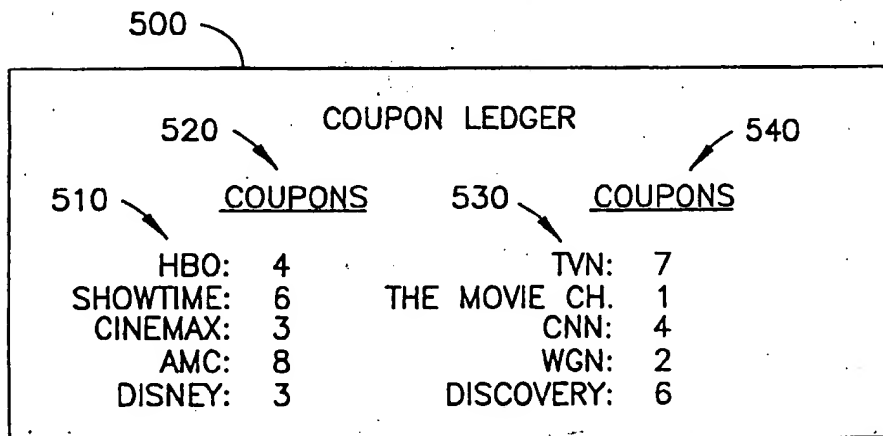 500
COUPON LEDGER
520
540
COUPONS
COUPONS
510
530
HBO: 4
TVN: 7
SHOWTIME: 6
THE MOVIE CH. 1
CINEMAX: 3
CNN: 4
AMC: 8
WGN: 2
DISNEY: 3
DISCOVERY: 6